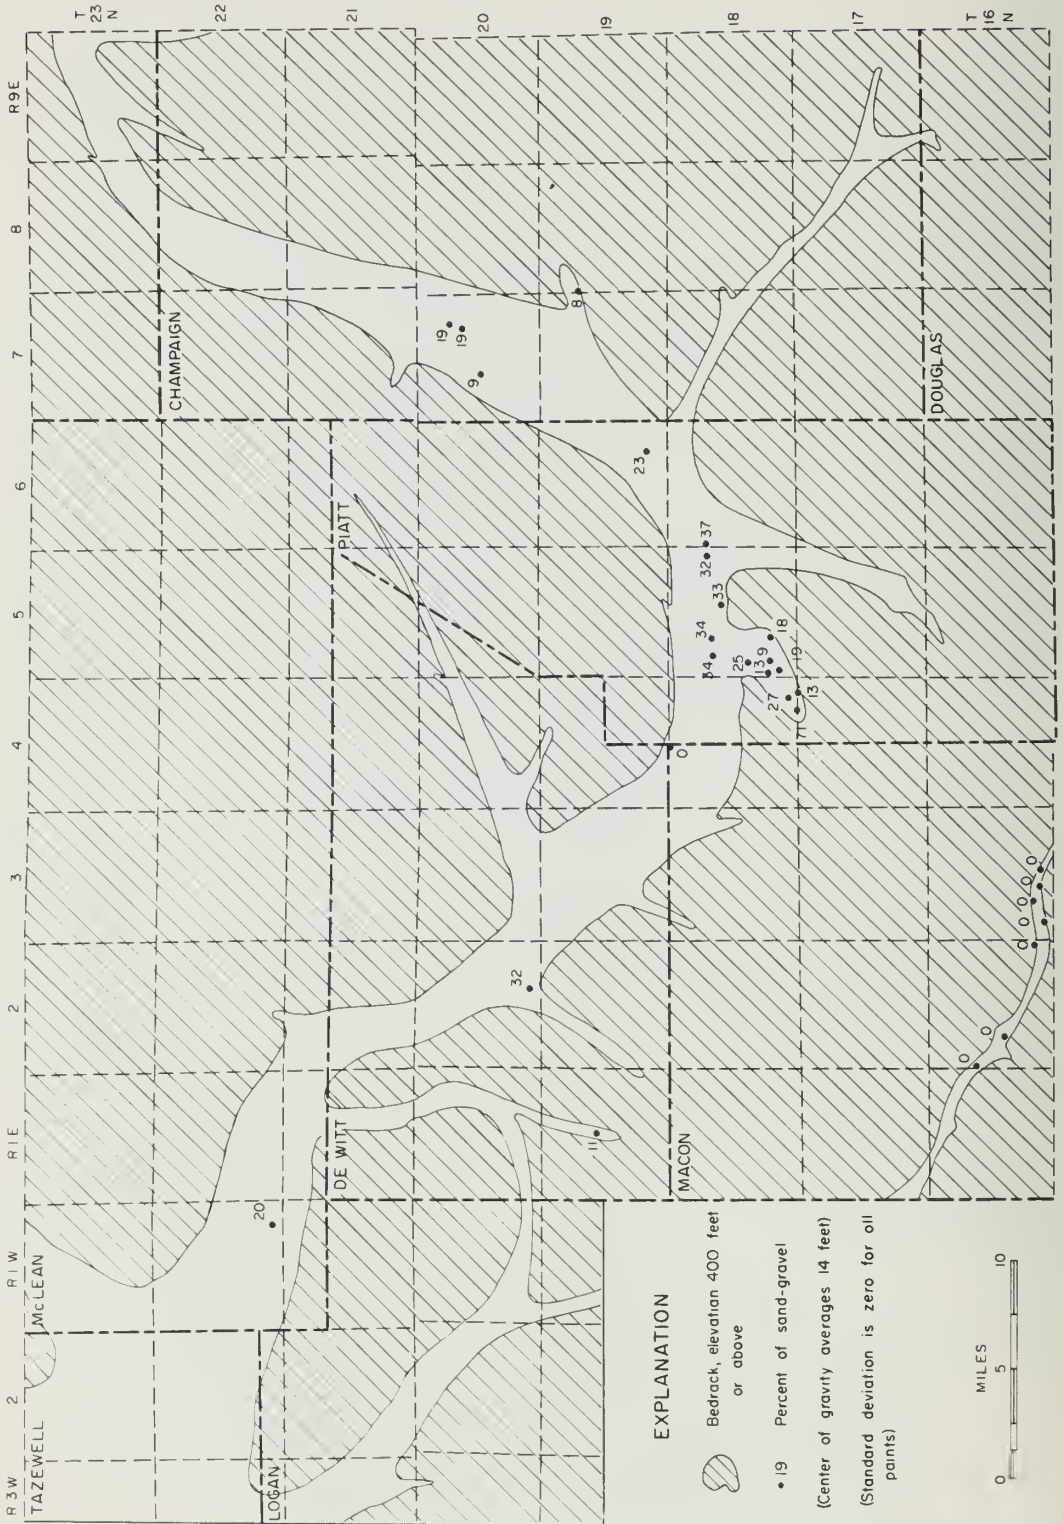 R3W 2 R1W R1E 2 3 4 5 6 7 8 R9E
T 23 N
22
21
20
19
18
17
T 16 N
TAZEWELL
McLEAN
CHAMPAIGN
LOGAN
DE WITT
PIATT
MACON
DOUGLAS
20
11
32
0
19
19
9
8
23
37
32
33
34
34
25
13
9
18
19
27
13
11
0
0
0
0
0
0
0
EXPLANATION
Bedrock, elevation 400 feet
or above
• 19 Percent of sand-gravel
(Center of gravity averages 14 feet)
(Standard deviation is zero for all
points)
MILES
0 5 10